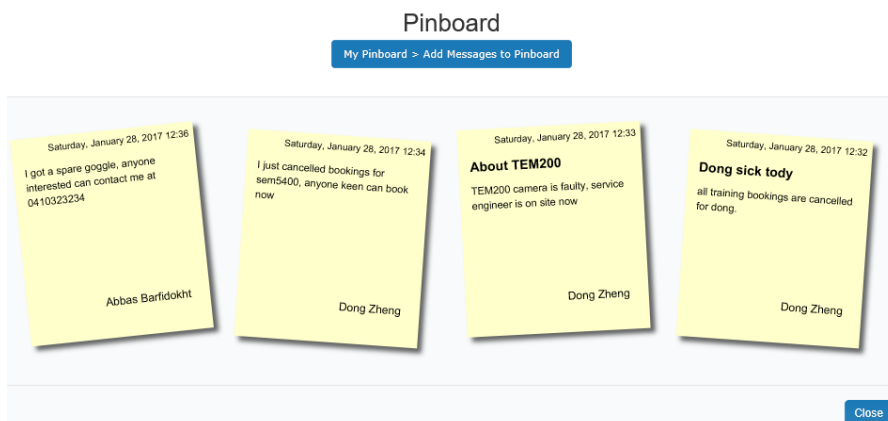 Pinboard
My Pinboard > Add Messages to Pinboard
Saturday, January 28, 2017 12:36
I got a spare goggle, anyone
interested can contact me at
0410323234
Abbas Barfidokht
Saturday, January 28, 2017 12:34
I just cancelled bookings for
sem5400, anyone keen can book
now
Dong Zheng
Saturday, January 28, 2017 12:33
About TEM200
TEM200 camera is faulty, service
engineer is on site now
Dong Zheng
Saturday, January 28, 2017 12:32
Dong sick tody
all training bookings are cancelled
for dong.
Dong Zheng
Close